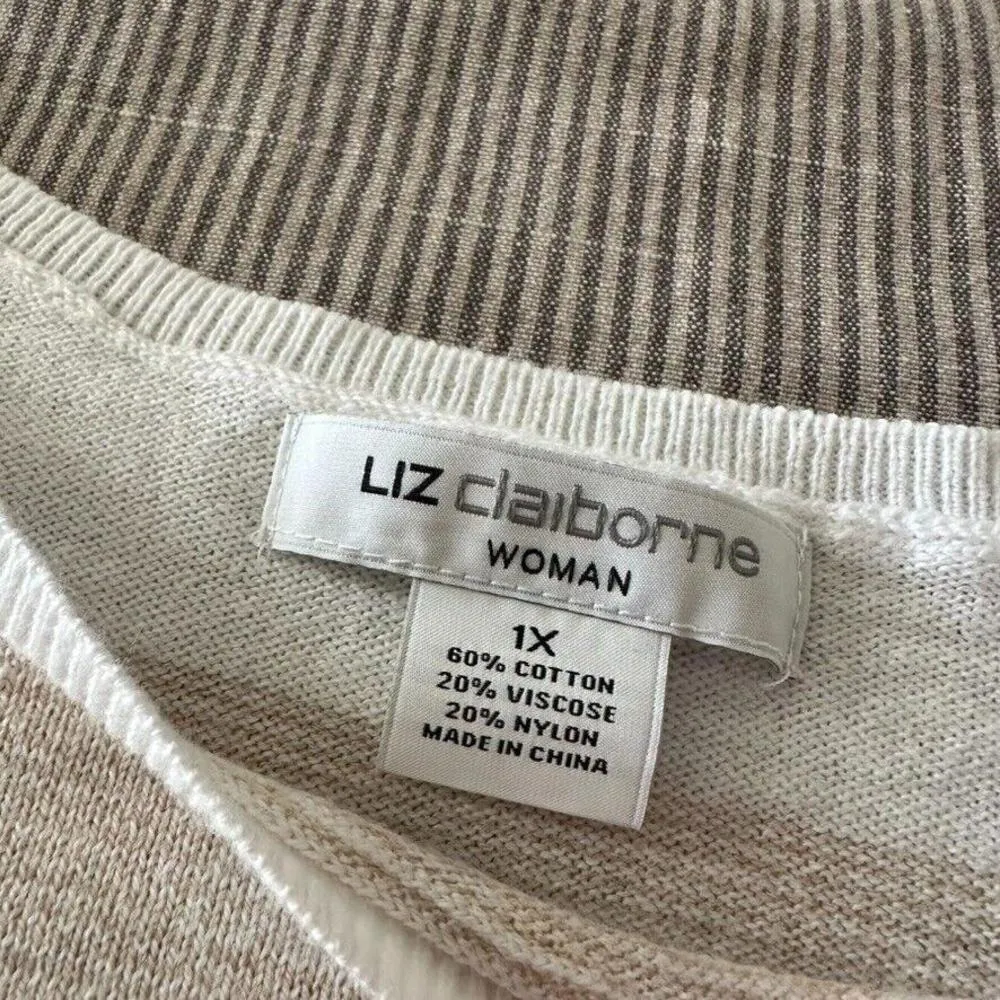 LIZ claiborne
WOMAN
1X
60% COTTON
20% VISCOSE
20% NYLON
MADE IN CHINA